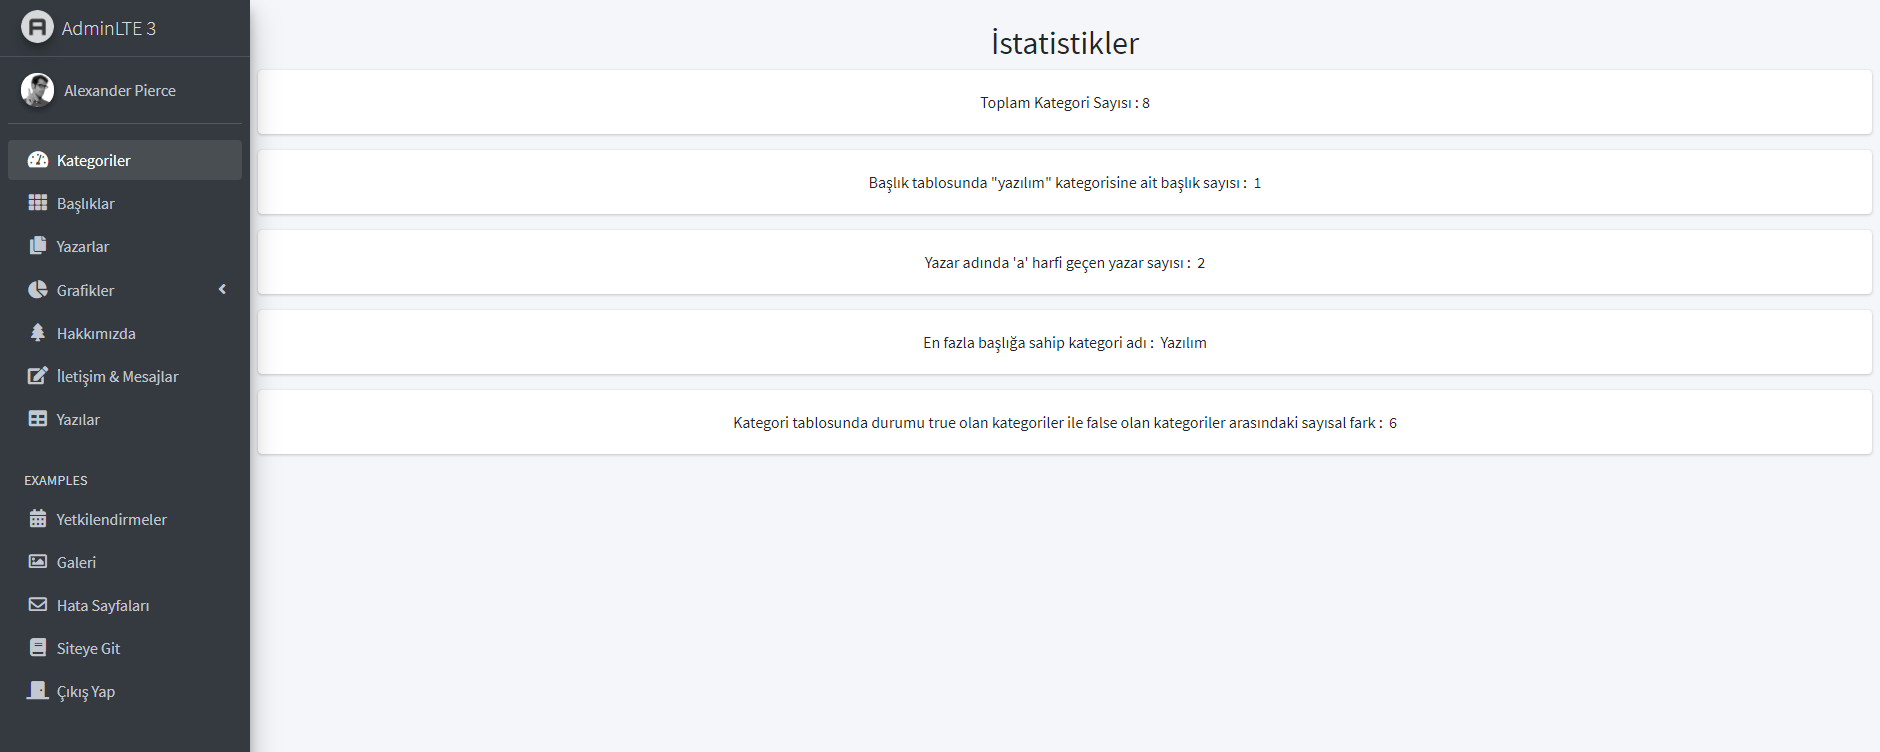 AdminLTE 3
Alexander Pierce
Kategoriler
Başlıklar
Yazarlar
Grafikler
Hakkımızda
İletişim & Mesajlar
Yazılar
EXAMPLES
Yetkilendirmeler
Galeri
Hata Sayfaları
Siteye Git
Çıkış Yap
İstatistikler
Toplam Kategori Sayısı : 8
Başlık tablosunda "yazılım" kategorisine ait başlık sayısı : 1
Yazar adında 'a' harfi geçen yazar sayısı : 2
En fazla başlığa sahip kategori adı : Yazılım
Kategori tablosunda durumu true olan kategoriler ile false olan kategoriler arasındaki sayısal fark : 6